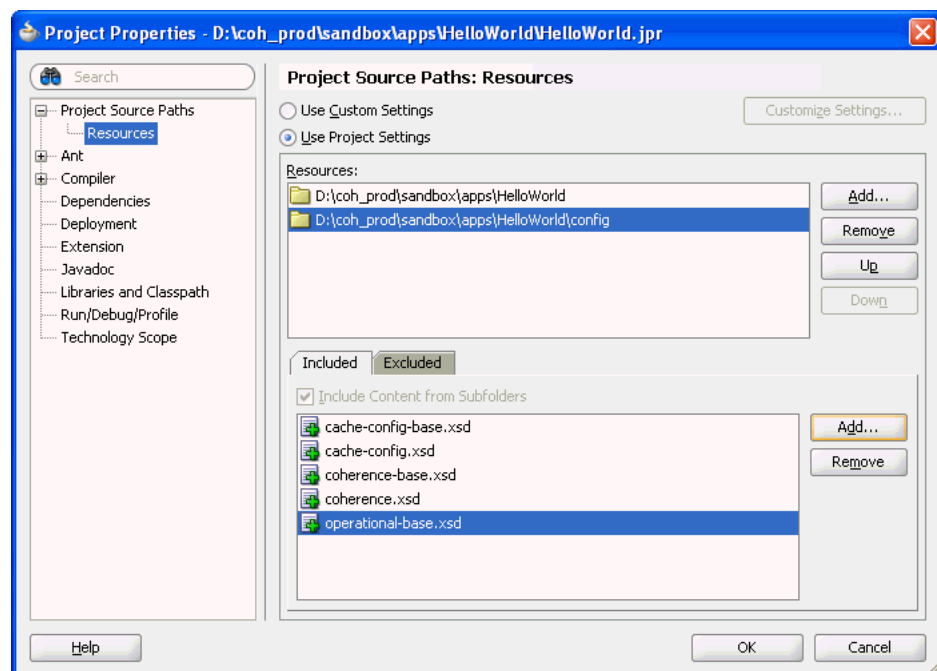 Project Properties - D:\coh_prod\sandbox\apps\HelloWorld\HelloWorld.jpr
Search
Project Source Paths
Resources
Ant
Compiler
Dependencies
Deployment
Extension
Javadoc
Libraries and Classpath
Run/Debug/Profile
Technology Scope
Project Source Paths: Resources
Use Custom Settings
Customize Settings...
Use Project Settings
Resources:
D:\coh_prod\sandbox\apps\HelloWorld
D:\coh_prod\sandbox\apps\HelloWorld\config
Add...
Remove
Up
Down
Included
Excluded
Include Content from Subfolders
cache-config-base.xsd
cache-config.xsd
coherence-base.xsd
coherence.xsd
operational-base.xsd
Add...
Remove
Help
OK
Cancel